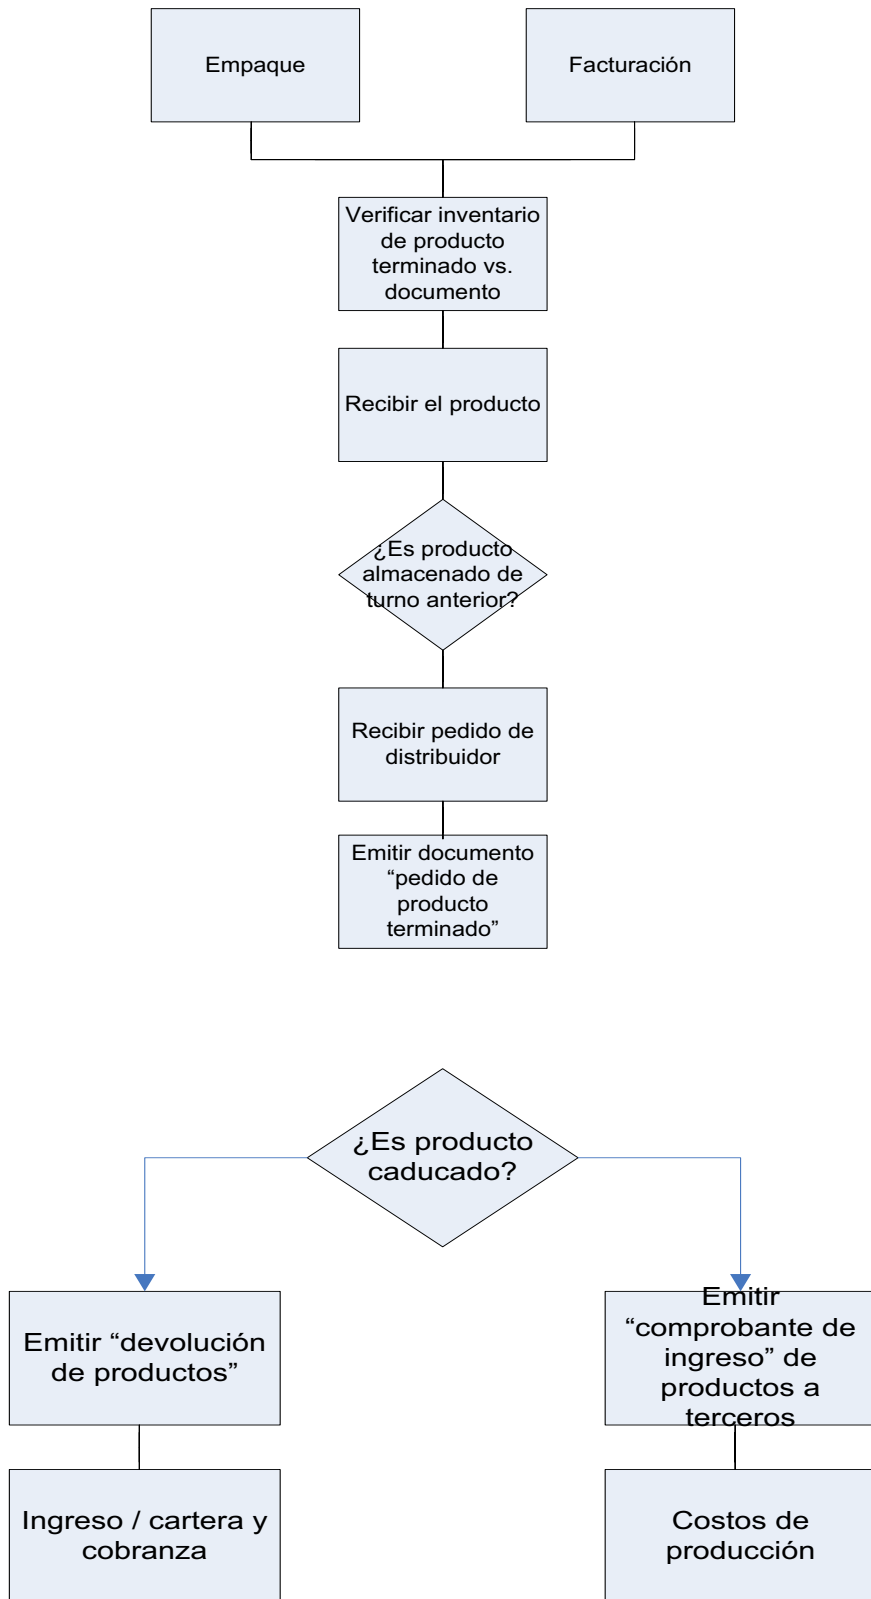 Empaque
Facturación
Verificar inventario
de producto
terminado vs.
documento
Recibir el producto
¿Es producto
almacenado de
turno anterior?
Recibir pedido de
distribuidor
Emitir documento
“pedido de
producto
terminado”
¿Es producto
caducado?
Emitir “devolución
de productos”
Emitir
“comprobante de
ingreso” de
productos a
terceros
Ingreso / cartera y
cobranza
Costos de
producción